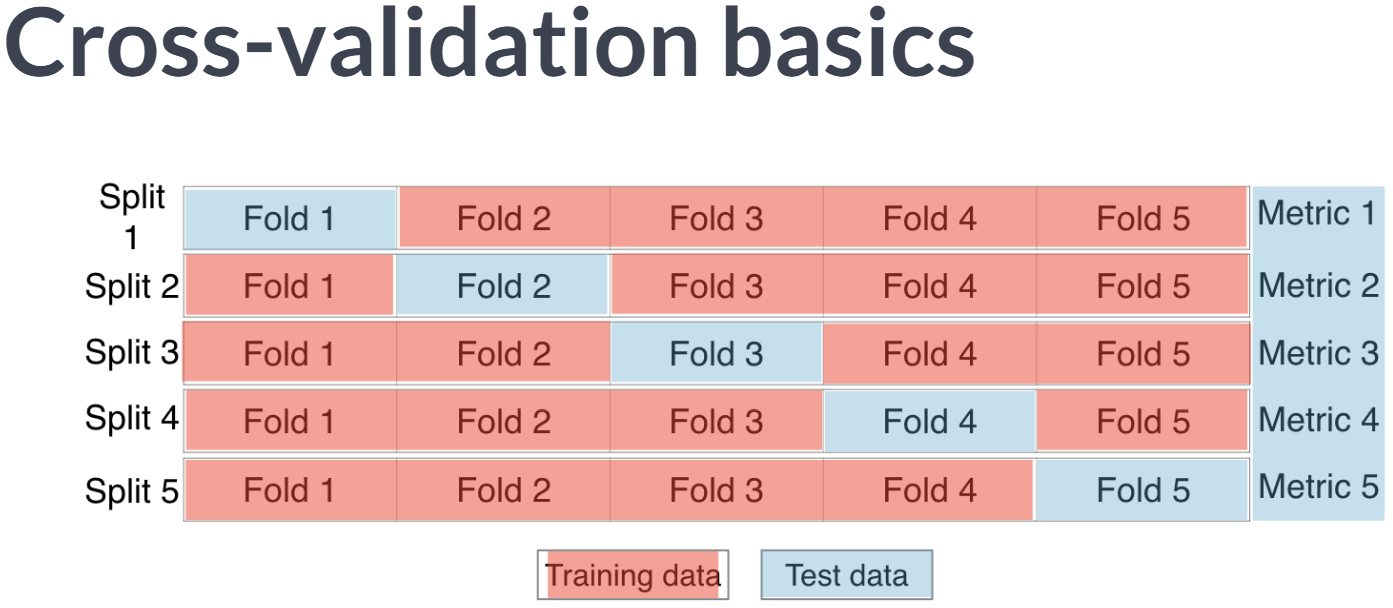 Cross-validation basics
Split
1
Fold 1 Fold 2 Fold 3 Fold 4 Fold 5 Metric 1
Split 2 Fold 1 Fold 2 Fold 3 Fold 4 Fold 5 Metric 2
Split 3 Fold 1 Fold 2 Fold 3 Fold 4 Fold 5 Metric 3
Split 4 Fold 1 Fold 2 Fold 3 Fold 4 Fold 5 Metric 4
Split 5 Fold 1 Fold 2 Fold 3 Fold 4 Fold 5 Metric 5
Training data Test data